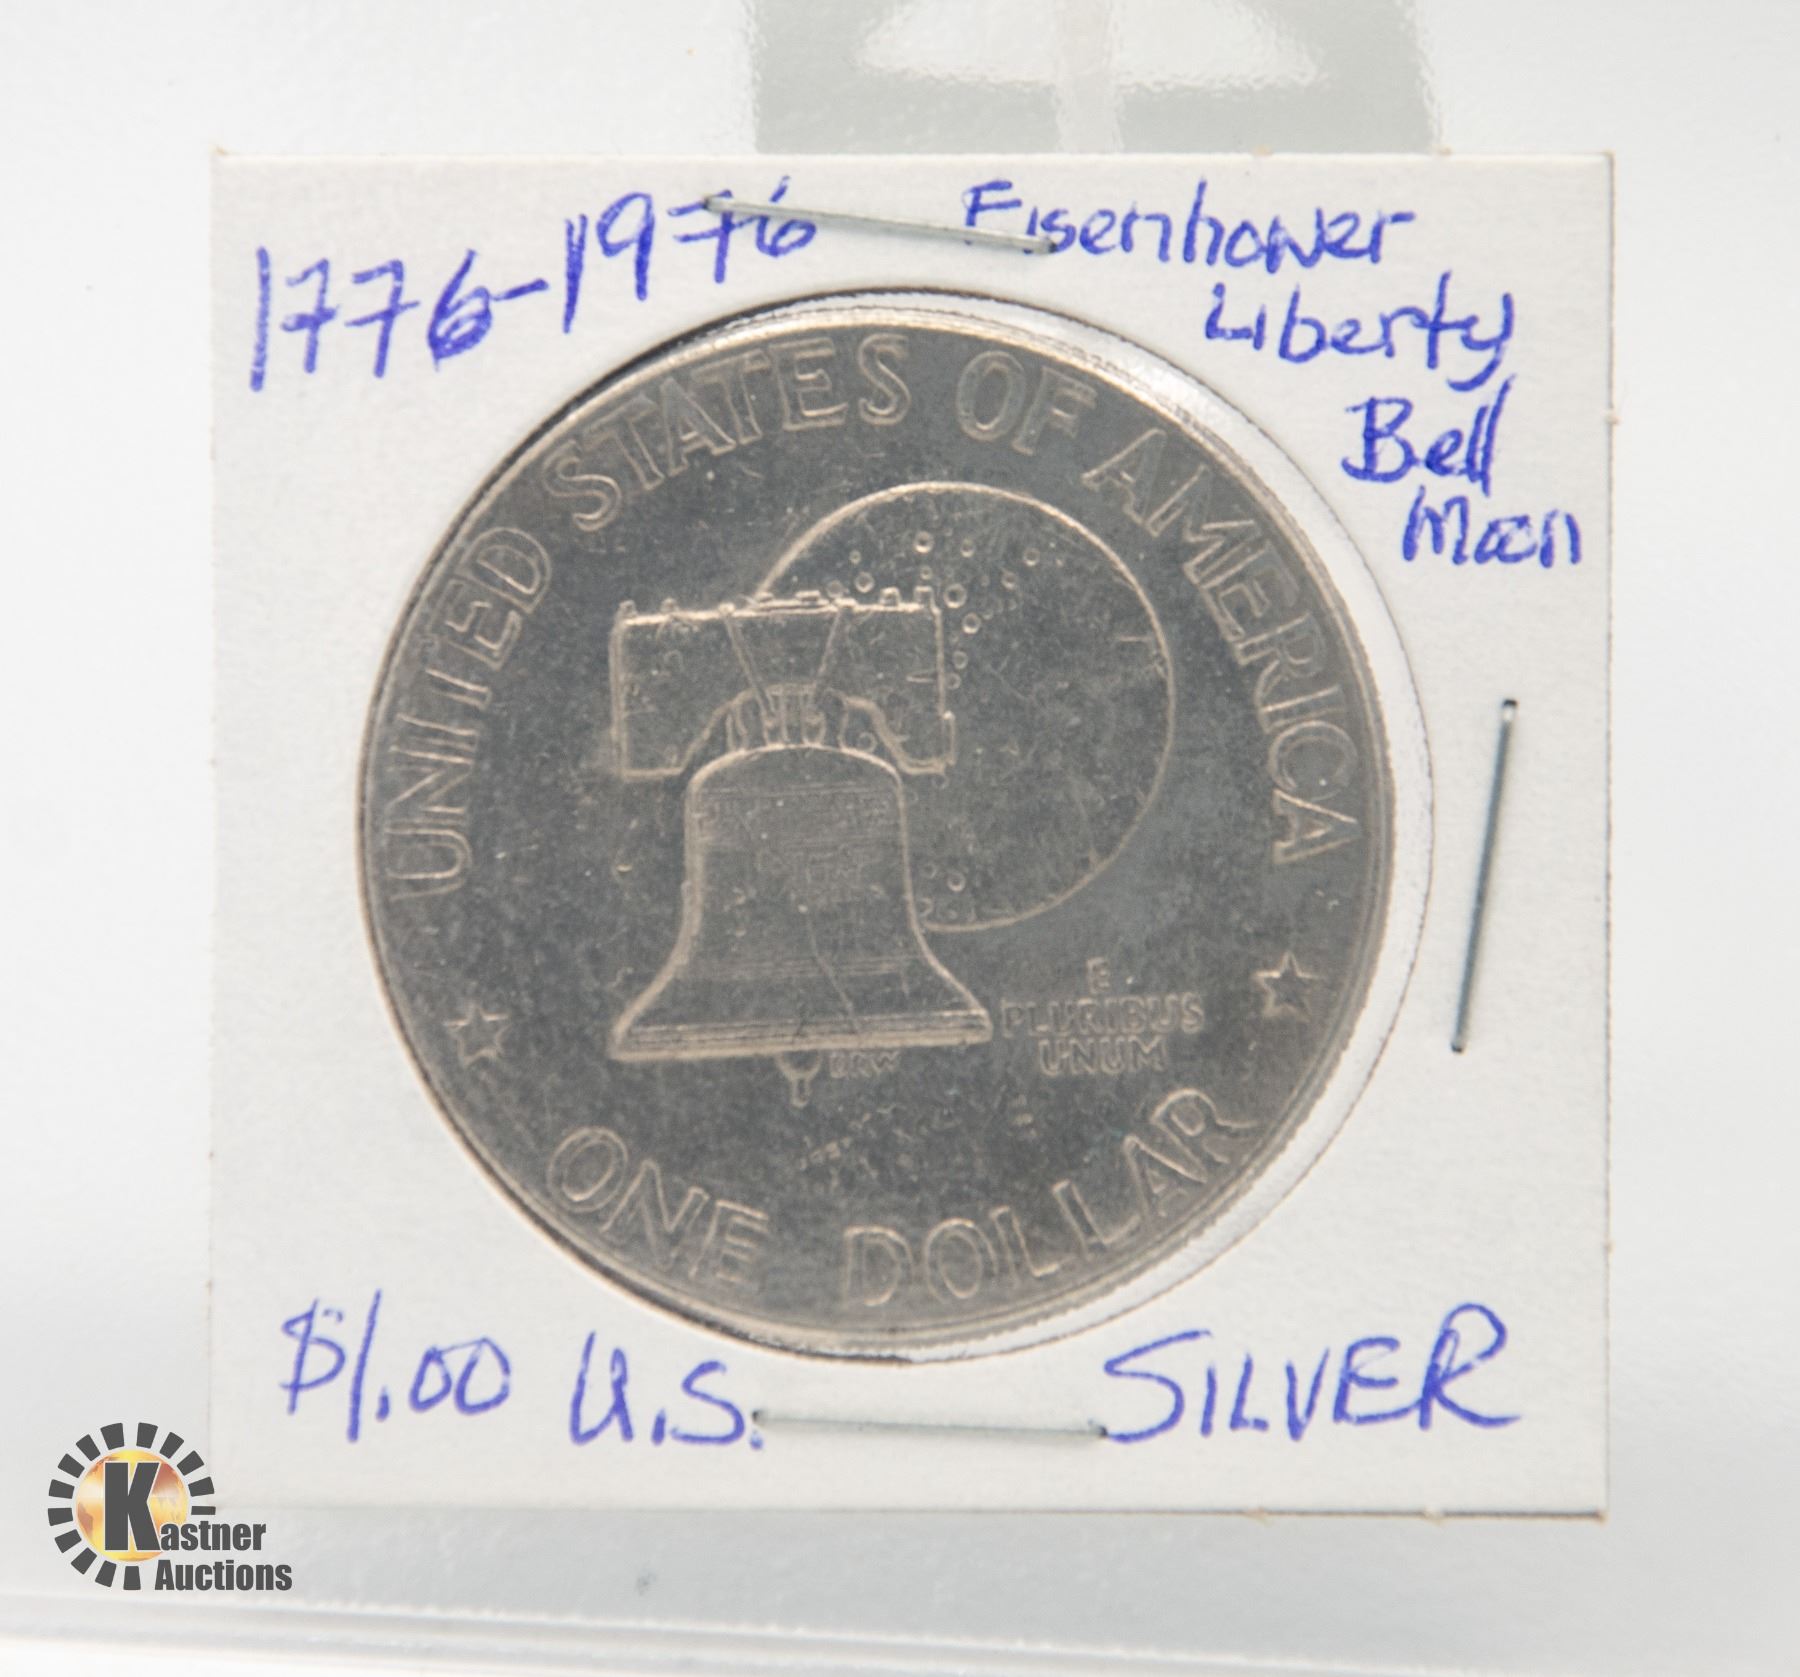 1776-1976 Eisenhower
Liberty
Bell
Moon
UNITED STATES OF AMERICA
E
PLURIBUS
UNUM
DRW
ONE DOLLAR
$1.00 U.S. SILVER
Kastner
Auctions